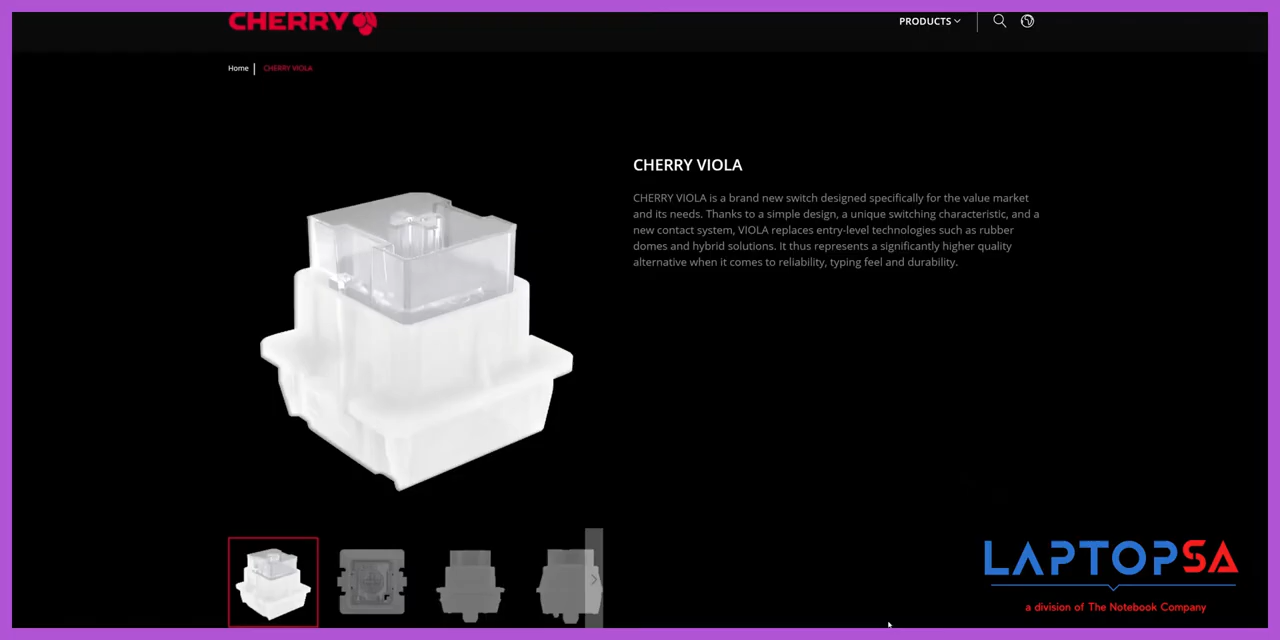 CHERRY
PRODUCTS
Home | CHERRY VIOLA
CHERRY VIOLA
CHERRY VIOLA is a brand new switch designed specifically for the value market
and its needs. Thanks to a simple design, a unique switching characteristic, and a
new contact system, VIOLA replaces entry-level technologies such as rubber
domes and hybrid solutions. It thus represents a significantly higher quality
alternative when it comes to reliability, typing feel and durability.
LAPTOPSA
a division of The Notebook Company